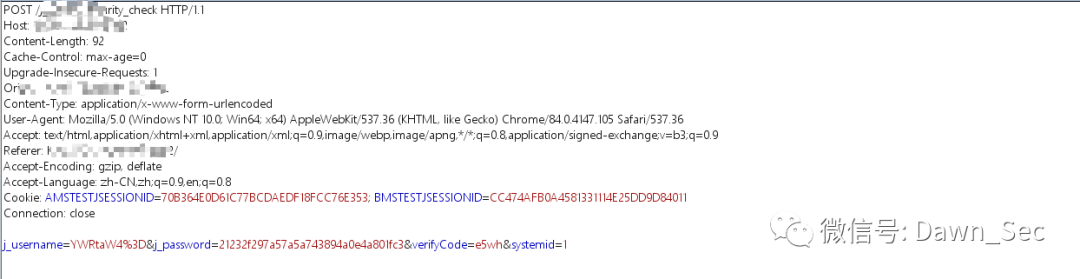 POST /rity_check HTTP/1.1
Host:
Content-Length: 92
Cache-Control: max-age=0
Upgrade-Insecure-Requests: 1
Content-Type: application/x-www-form-urlencoded
User-Agent: Mozilla/5.0 (Windows NT 10.0; Win64; x64) AppleWebKit/537.36 (KHTML, like Gecko) Chrome/84.0.4147.105 Safari/537.36
Accept: text/html,application/xhtml+xml,application/xml;q=0.9,image/webp,image/apng,*/*;q=0.8,application/signed-exchange;v=b3;q=0.9
Referer:
Accept-Encoding: gzip, deflate
Accept-Language: zh-CN,zh;q=0.9,en;q=0.8
Cookie: AMSTESTJSESSIONID=70B364E0D61C77BCDAEDF18FCC76E353; BMSTESTJSESSIONID=CC474AFB0A4581331114E25DD9D84011
Connection: close
j_username=YWRtaW4%3D&j_password=21232f297a57a5a743894a0e4a801fc3&verifyCode=e5wh&systemid=1
微信号: Dawn_Sec